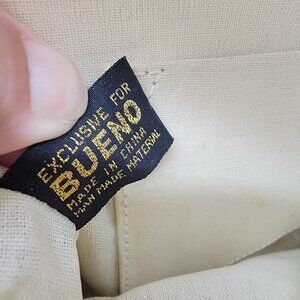 EXCLUSIVE FOR
BUENO
MADE IN CHINA
MAN MADE MATERIAL